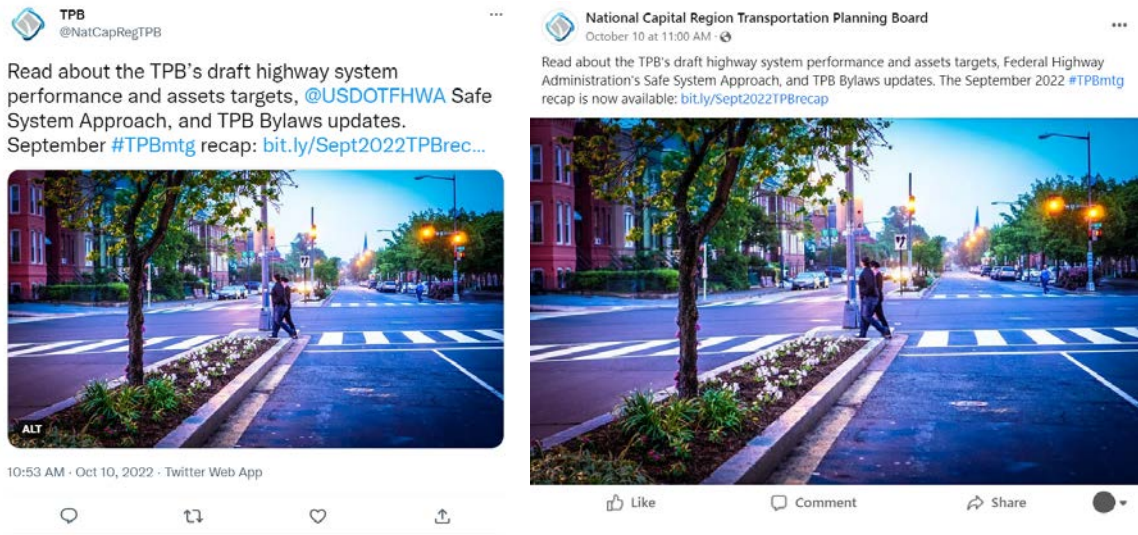 TPB
@NatCapRegTPB
Read about the TPB's draft highway system
performance and assets targets, @USDOTFHWA Safe
System Approach, and TPB Bylaws updates.
September #TPBmtg recap: bit.ly/Sept2022TPBrec...
ALT
10:53 AM · Oct 10, 2022 · Twitter Web App
National Capital Region Transportation Planning Board
October 10 at 11:00 AM ·
Read about the TPB's draft highway system performance and assets targets, Federal Highway
Administration's Safe System Approach, and TPB Bylaws updates. The September 2022 #TPBmtg
recap is now available: bit.ly/Sept2022TPBrecap
Like Comment Share